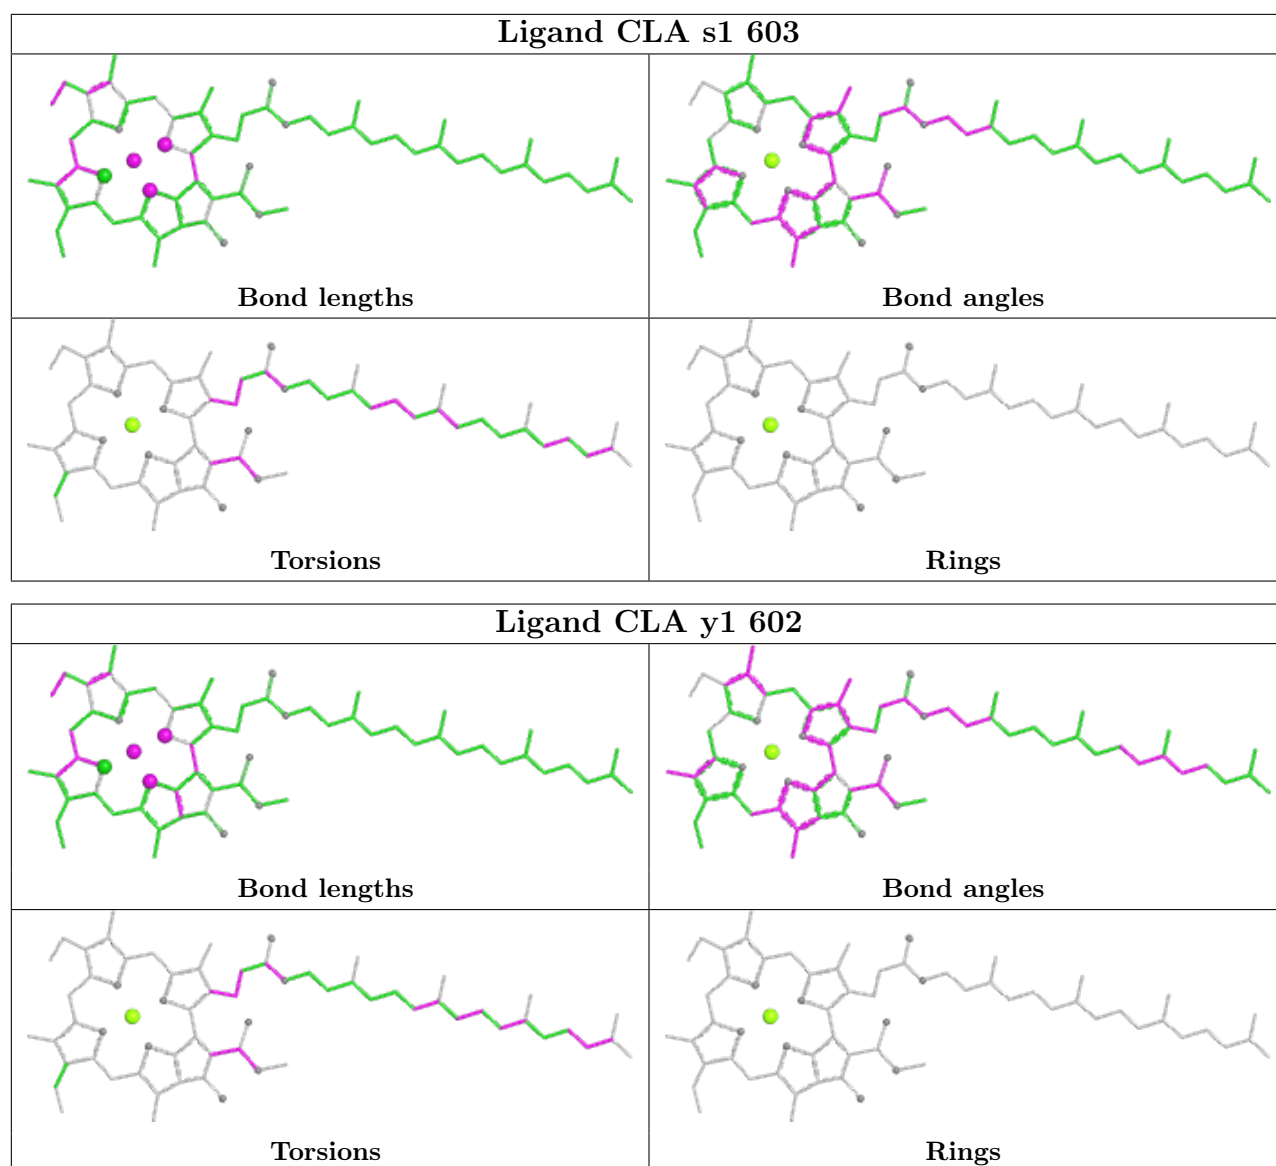 Ligand CLA s1 603
Bond lengths
Bond angles
Torsions
Rings
Ligand CLA y1 602
Bond lengths
Bond angles
Torsions
Rings